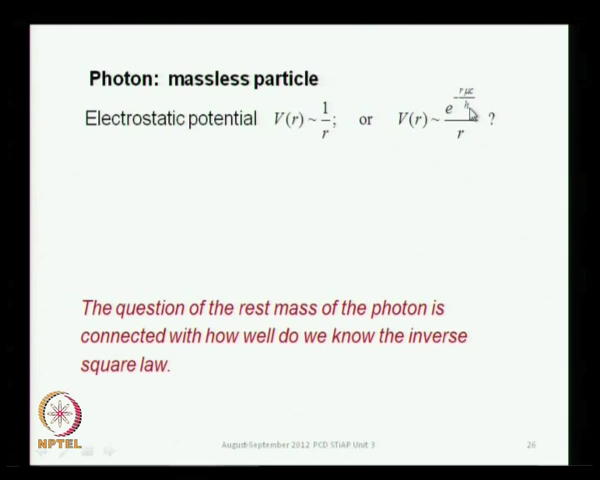 Photon: massless particle
Electrostatic potential V(r) ~ 1/r; or V(r) ~ e^(-rμc/h)/r ?
The question of the rest mass of the photon is
connected with how well do we know the inverse
square law.
NPTEL
August-September 2012 PCD STiAP Unit 3
26